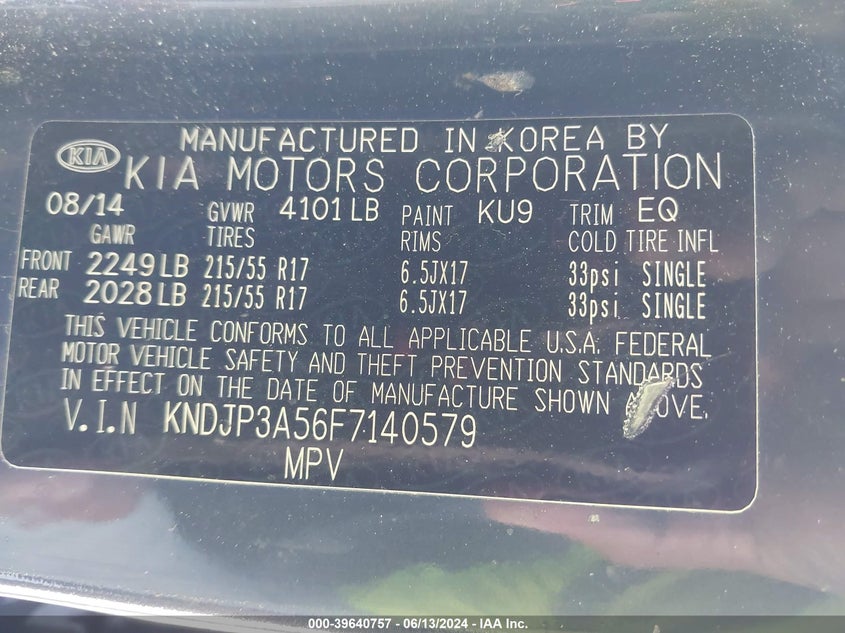 MANUFACTURED IN KOREA BY
KIA KIA MOTORS CORPORATION
08/14 GVWR 4101 LB PAINT KU9 TRIM EQ
GAWR TIRES RIMS COLD TIRE INFL
FRONT 2249 LB 215/55 R17 6.5JX17 33psi SINGLE
REAR 2028 LB 215/55 R17 6.5JX17 33psi SINGLE
THIS VEHICLE CONFORMS TO ALL APPLICABLE U.S.A. FEDERAL
MOTOR VEHICLE SAFETY AND THEFT PREVENTION STANDARDS
IN EFFECT ON THE DATE OF MANUFACTURE SHOWN ABOVE.
V.I.N KNDJP3A56F7140579
MPV
000-39640757 - 06/13/2024 - IAA Inc.